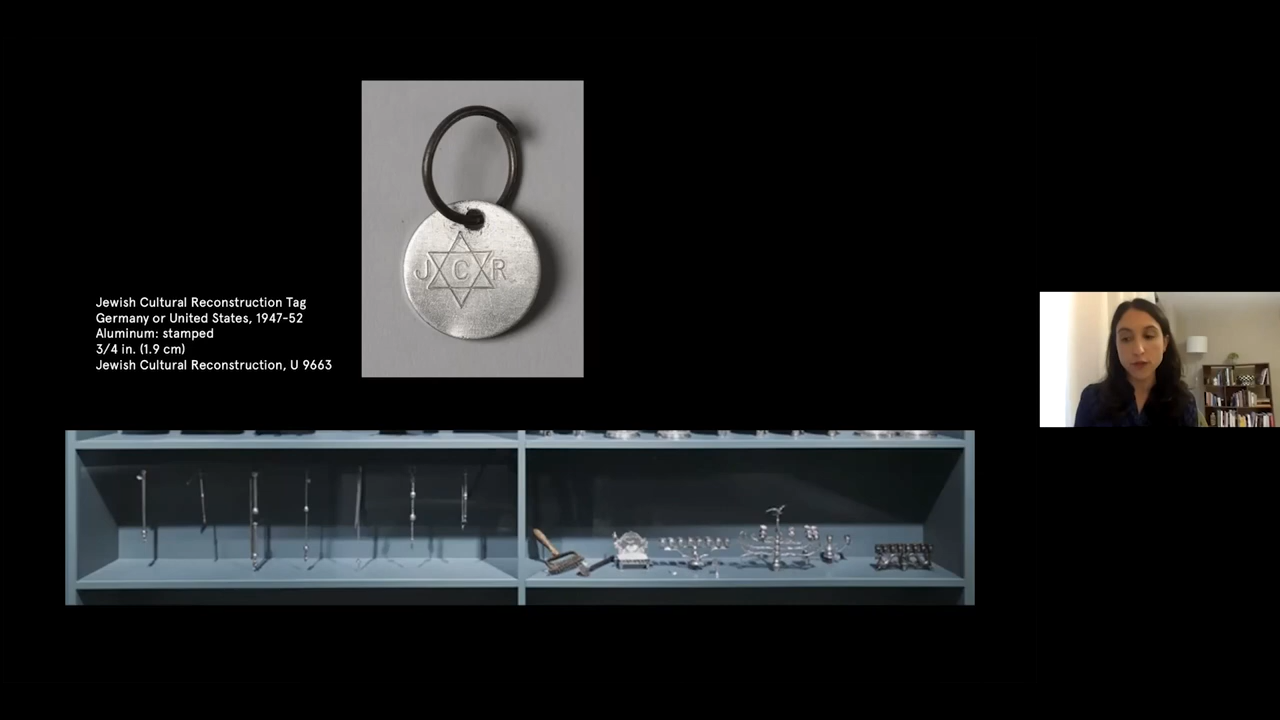 J C R
Jewish Cultural Reconstruction Tag
Germany or United States, 1947-52
Aluminum: stamped
3/4 in. (1.9 cm)
Jewish Cultural Reconstruction, U 9663